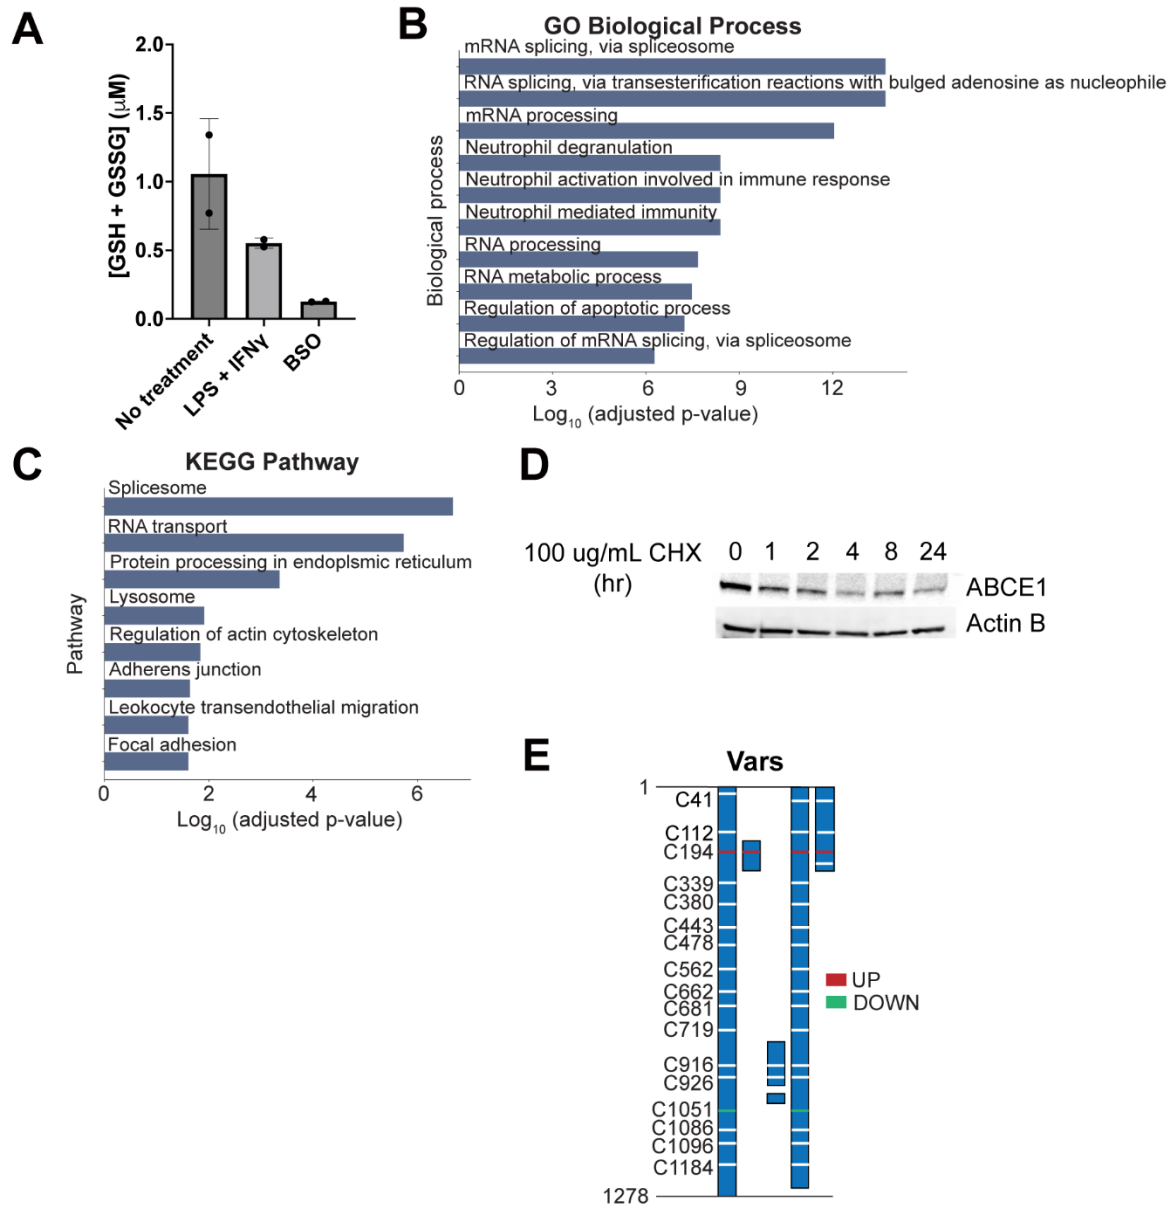 A
2.0
1.5
1.0
0.5
0.0
[GSH + GSSG] (μM)
No treatment
LPS + IFNγ
BSO
B
GO Biological Process
mRNA splicing, via spliceosome
RNA splicing, via transesterification reactions with bulged adenosine as nucleophile
mRNA processing
Neutrophil degranulation
Neutrophil activation involved in immune response
Neutrophil mediated immunity
RNA processing
RNA metabolic process
Regulation of apoptotic process
Regulation of mRNA splicing, via spliceosome
Biological process
0 3 6 9 12
Log10 (adjusted p-value)
C
KEGG Pathway
Splicesome
RNA transport
Protein processing in endoplsmic reticulum
Lysosome
Regulation of actin cytoskeleton
Adherens junction
Leokocyte transendothelial migration
Focal adhesion
Pathway
0 2 4 6
Log10 (adjusted p-value)
D
100 ug/mL CHX 0 1 2 4 8 24
(hr)
ABCE1
Actin B
E
Vars
1
C41
C112
C194
C339
C380
C443
C478
C562
C662
C681
C719
C916
C926
C1051
C1086
C1096
C1184
1278
UP
DOWN